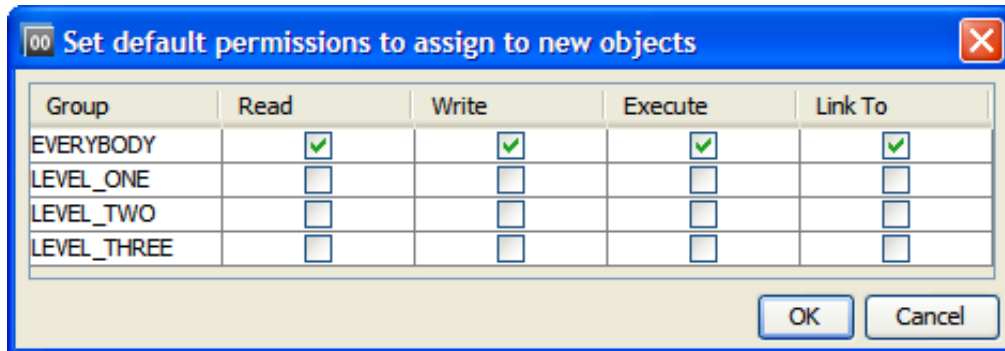 00 Set default permissions to assign to new objects
Group Read Write Execute Link To
EVERYBODY
LEVEL_ONE
LEVEL_TWO
LEVEL_THREE
OK Cancel